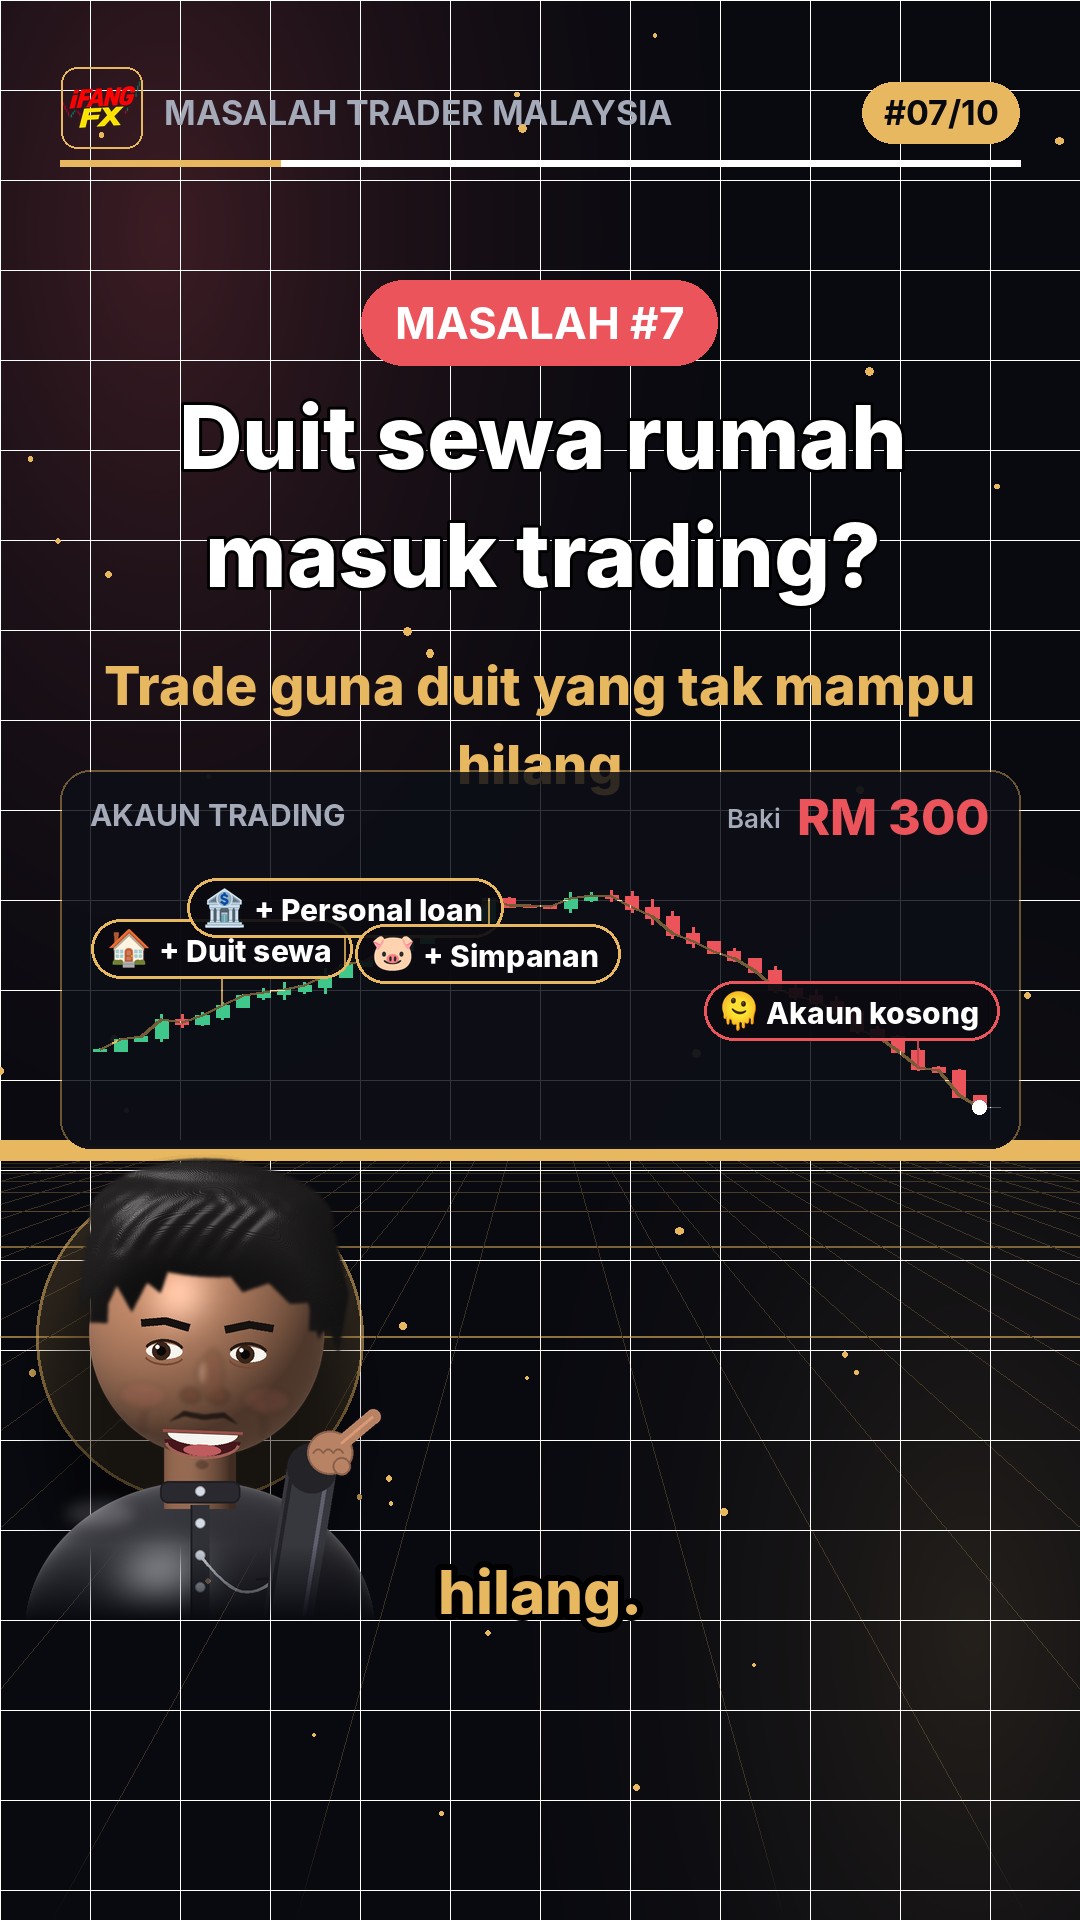 iFANG
FX
MASALAH TRADER MALAYSIA
#07/10
MASALAH #7
Duit sewa rumah
masuk trading?
Trade guna duit yang tak mampu
hilang
AKAUN TRADING
Baki RM 300
+ Personal loan
+ Duit sewa
+ Simpanan
Akaun kosong
hilang.